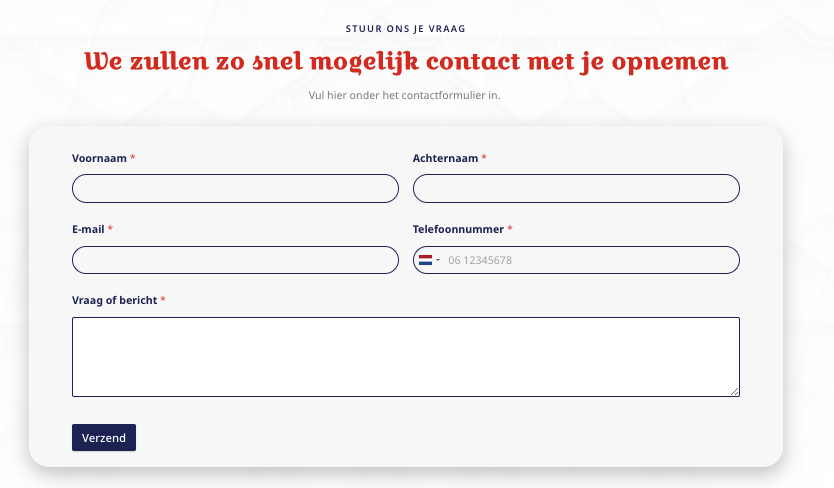 STUUR ONS JE VRAAG
We zullen zo snel mogelijk contact met je opnemen
Vul hier onder het contactformulier in.
Voornaam *
Achternaam *
E-mail *
Telefoonnummer *
06 12345678
Vraag of bericht *
Verzend